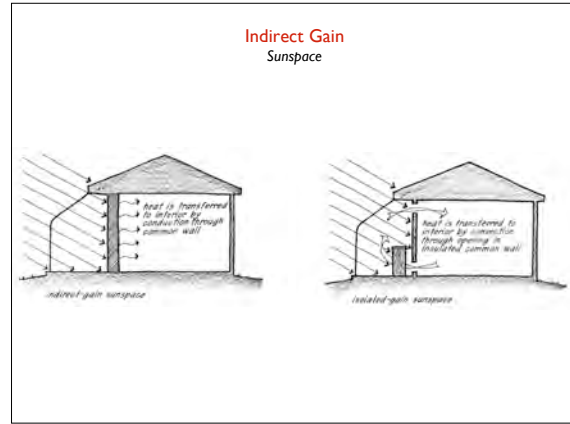 Indirect Gain
Sunspace
heat is transferred
to interior by
conduction through
common wall
indirect-gain sunspace
heat is transferred to
interior by convection
through opening in
insulated common wall
isolated-gain sunspace